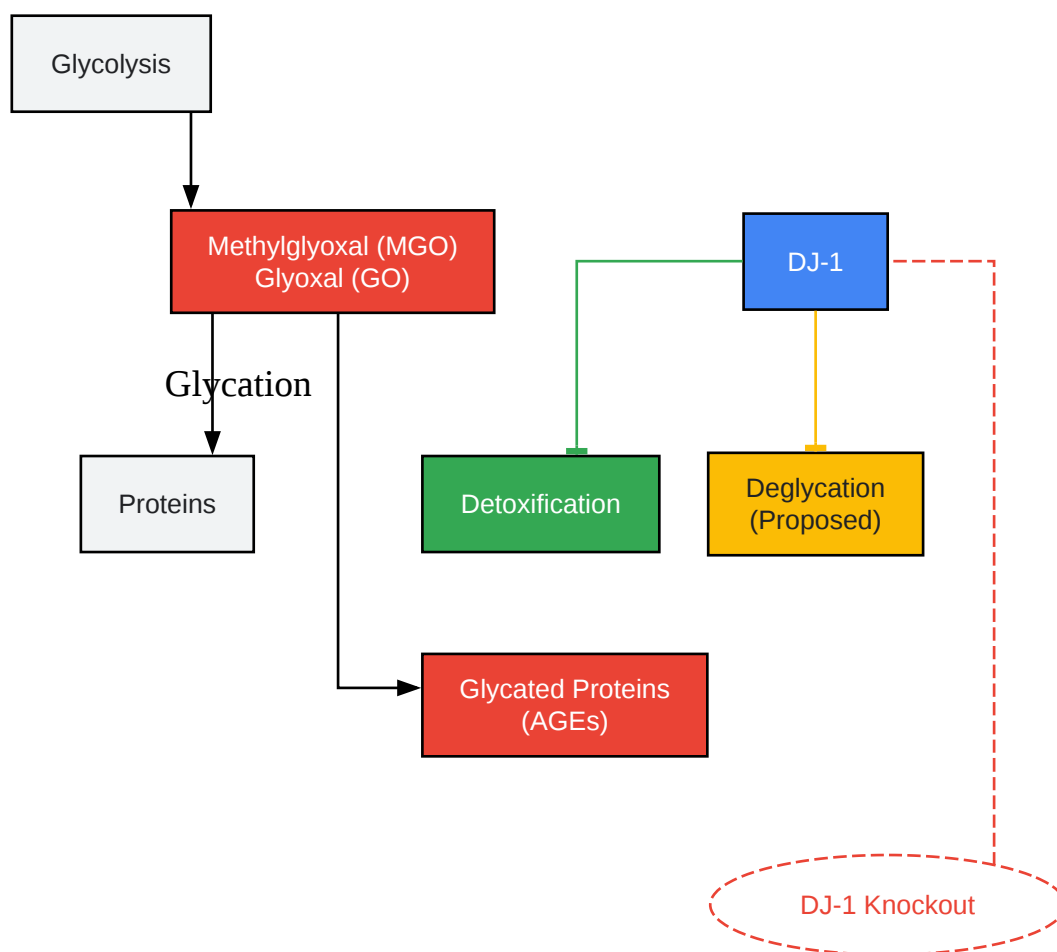 Glycolysis
Methylglyoxal (MGO)
Glyoxal (GO)
DJ-1
Glycation
Proteins
Detoxification
Deglycation
(Proposed)
Glycated Proteins
(AGEs)
DJ-1 Knockout